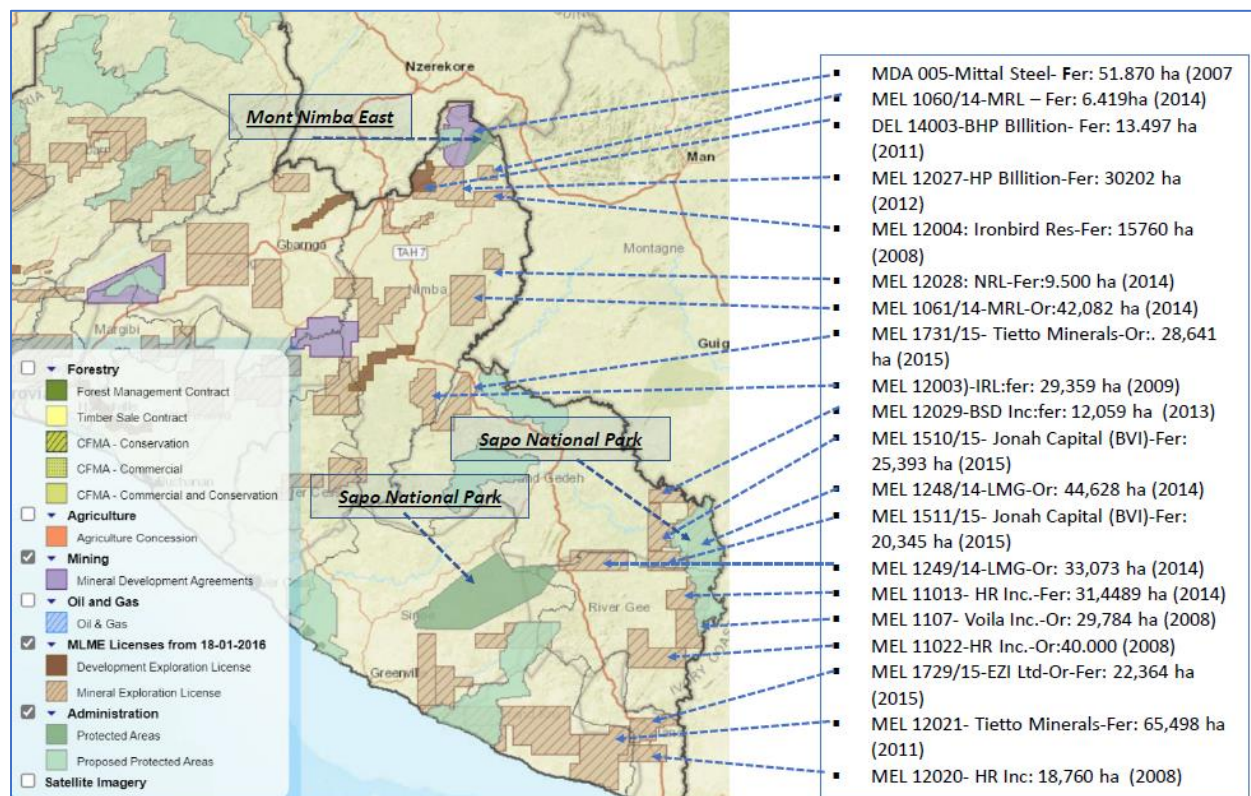 Nzerekore
Mont Nimba East
Man
Gbarnga
TAH 7
Montagne
Nimba
Margibi
Guig
Sapo National Park
Sapo National Park
River Gee
Sinoe
Greenvill
IVORY COAS
Forestry
Forest Management Contract
Timber Sale Contract
CFMA - Conservation
CFMA - Commercial
CFMA - Commercial and Conservation
Agriculture
Agriculture Concession
Mining
Mineral Development Agreements
Oil and Gas
Oil & Gas
MLME Licenses from 18-01-2016
Development Exploration License
Mineral Exploration License
Administration
Protected Areas
Proposed Protected Areas
Satellite Imagery
MDA 005-Mittal Steel- Fer: 51.870 ha (2007
MEL 1060/14-MRL – Fer: 6.419ha (2014)
DEL 14003-BHP BIllition- Fer: 13.497 ha
(2011)
MEL 12027-HP BIllition-Fer: 30202 ha
(2012)
MEL 12004: Ironbird Res-Fer: 15760 ha
(2008)
MEL 12028: NRL-Fer:9.500 ha (2014)
MEL 1061/14-MRL-Or:42,082 ha (2014)
MEL 1731/15- Tietto Minerals-Or:. 28,641
ha (2015)
MEL 12003)-IRL:fer: 29,359 ha (2009)
MEL 12029-BSD Inc:fer: 12,059 ha (2013)
MEL 1510/15- Jonah Capital (BVI)-Fer:
25,393 ha (2015)
MEL 1248/14-LMG-Or: 44,628 ha (2014)
MEL 1511/15- Jonah Capital (BVI)-Fer:
20,345 ha (2015)
MEL 1249/14-LMG-Or: 33,073 ha (2014)
MEL 11013- HR Inc.-Fer: 31,4489 ha (2014)
MEL 1107- Voila Inc.-Or: 29,784 ha (2008)
MEL 11022-HR Inc.-Or:40.000 (2008)
MEL 1729/15-EZI Ltd-Or-Fer: 22,364 ha
(2015)
MEL 12021- Tietto Minerals-Fer: 65,498 ha
(2011)
MEL 12020- HR Inc: 18,760 ha (2008)